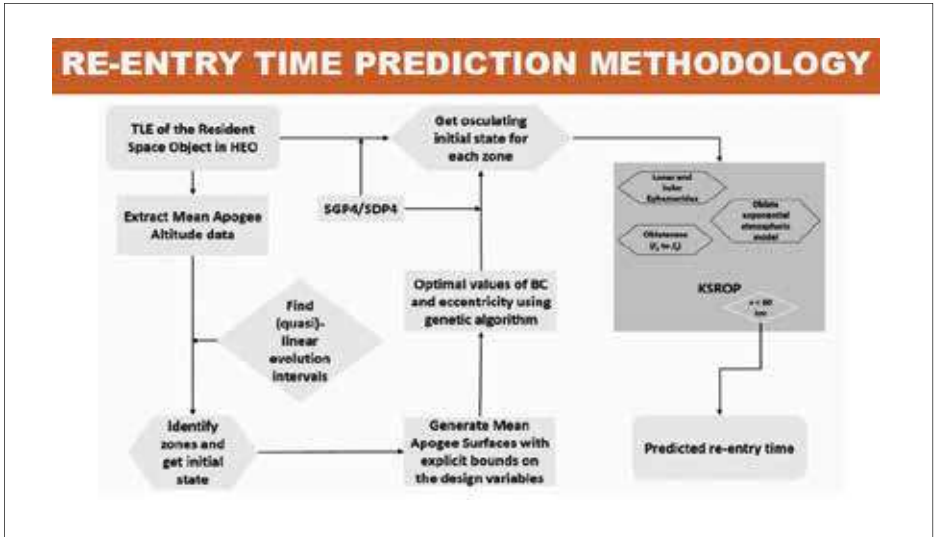 RE-ENTRY TIME PREDICTION METHODOLOGY
TLE of the Resident
Space Object in HEO
Get osculating
initial state for
each zone
SGP4/SDP4
Extract Mean Apogee
Altitude data
Lunar and
Solar
Ephemerides
Oblate
exponential
atmospheric
model
Oblateness
KSROP
Optimal values of BC
and eccentricity using
genetic algorithm
Find
(quasi)-
linear
evolution
intervals
Identify
zones and
get initial
state
Generate Mean
Apogee Surfaces with
explicit bounds on
the design variables
Predicted re-entry time